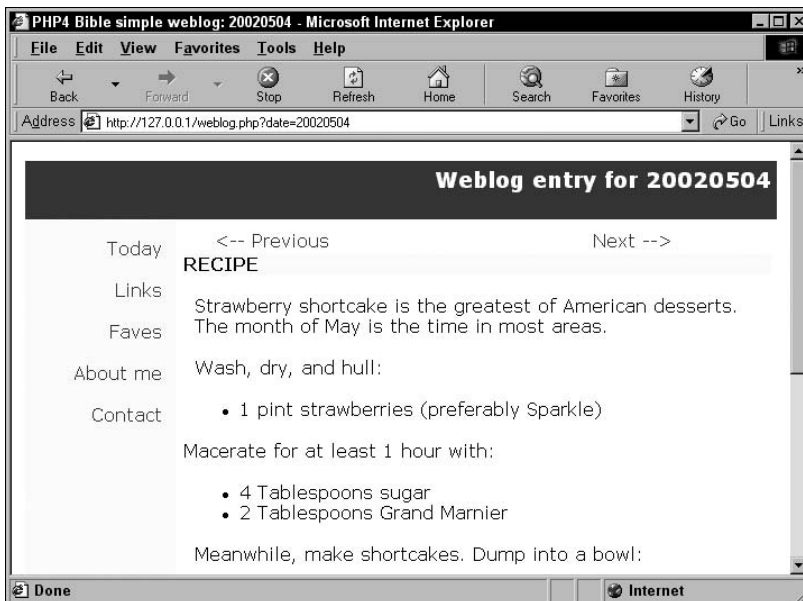 PHP4 Bible simple weblog: 20020504 - Microsoft Internet Explorer
File Edit View Favorites Tools Help
Back Forward Stop Refresh Home Search Favorites History »
Address http://127.0.0.1/weblog.php?date=20020504 Go Links
Weblog entry for 20020504
Today
Links
Faves
About me
Contact
<-- Previous Next -->
RECIPE
Strawberry shortcake is the greatest of American desserts.
The month of May is the time in most areas.
Wash, dry, and hull:
• 1 pint strawberries (preferably Sparkle)
Macerate for at least 1 hour with:
• 4 Tablespoons sugar
• 2 Tablespoons Grand Marnier
Meanwhile, make shortcakes. Dump into a bowl:
Done Internet